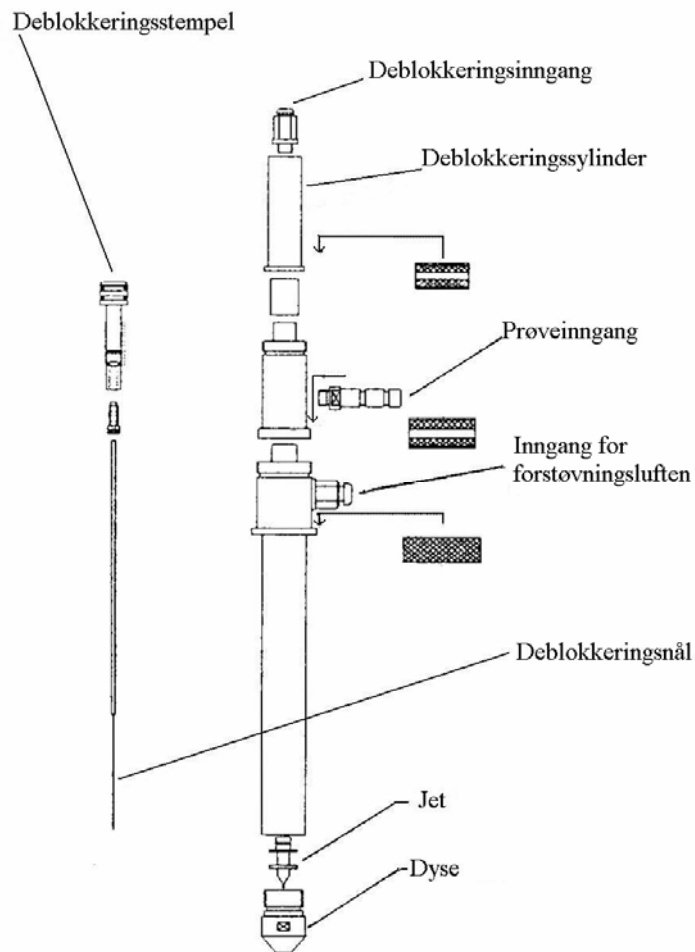 Deblokkeringsstempel
Deblokkeringsinngang
Deblokkeringssylinder
Prøveinngang
Inngang for
forstøvningsluften
Deblokkeringsnål
Jet
Dyse